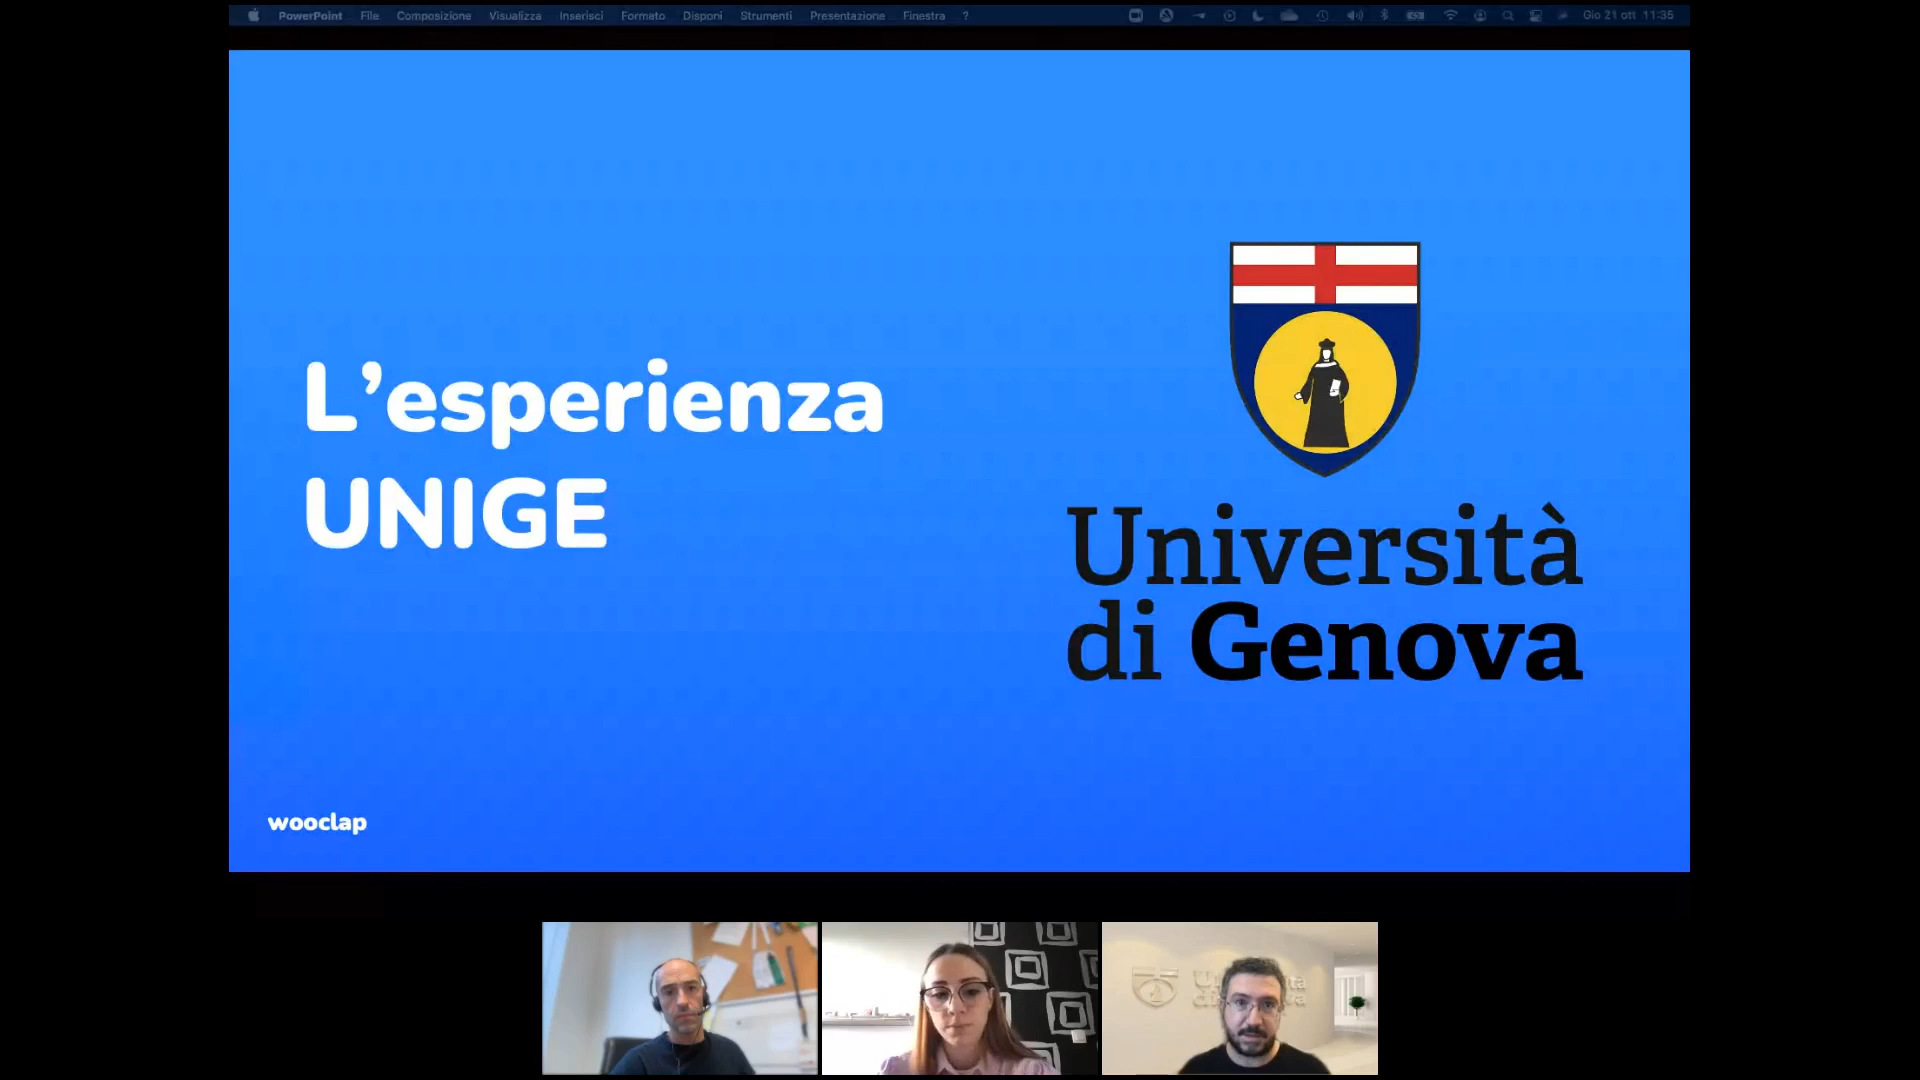 PowerPoint File Composizione Visualizza Inserisci Formato Disponi Strumenti Presentazione Finestra ? Gio 21 ott 11:35
L’esperienza
UNIGE
Università
di Genova
wooclap